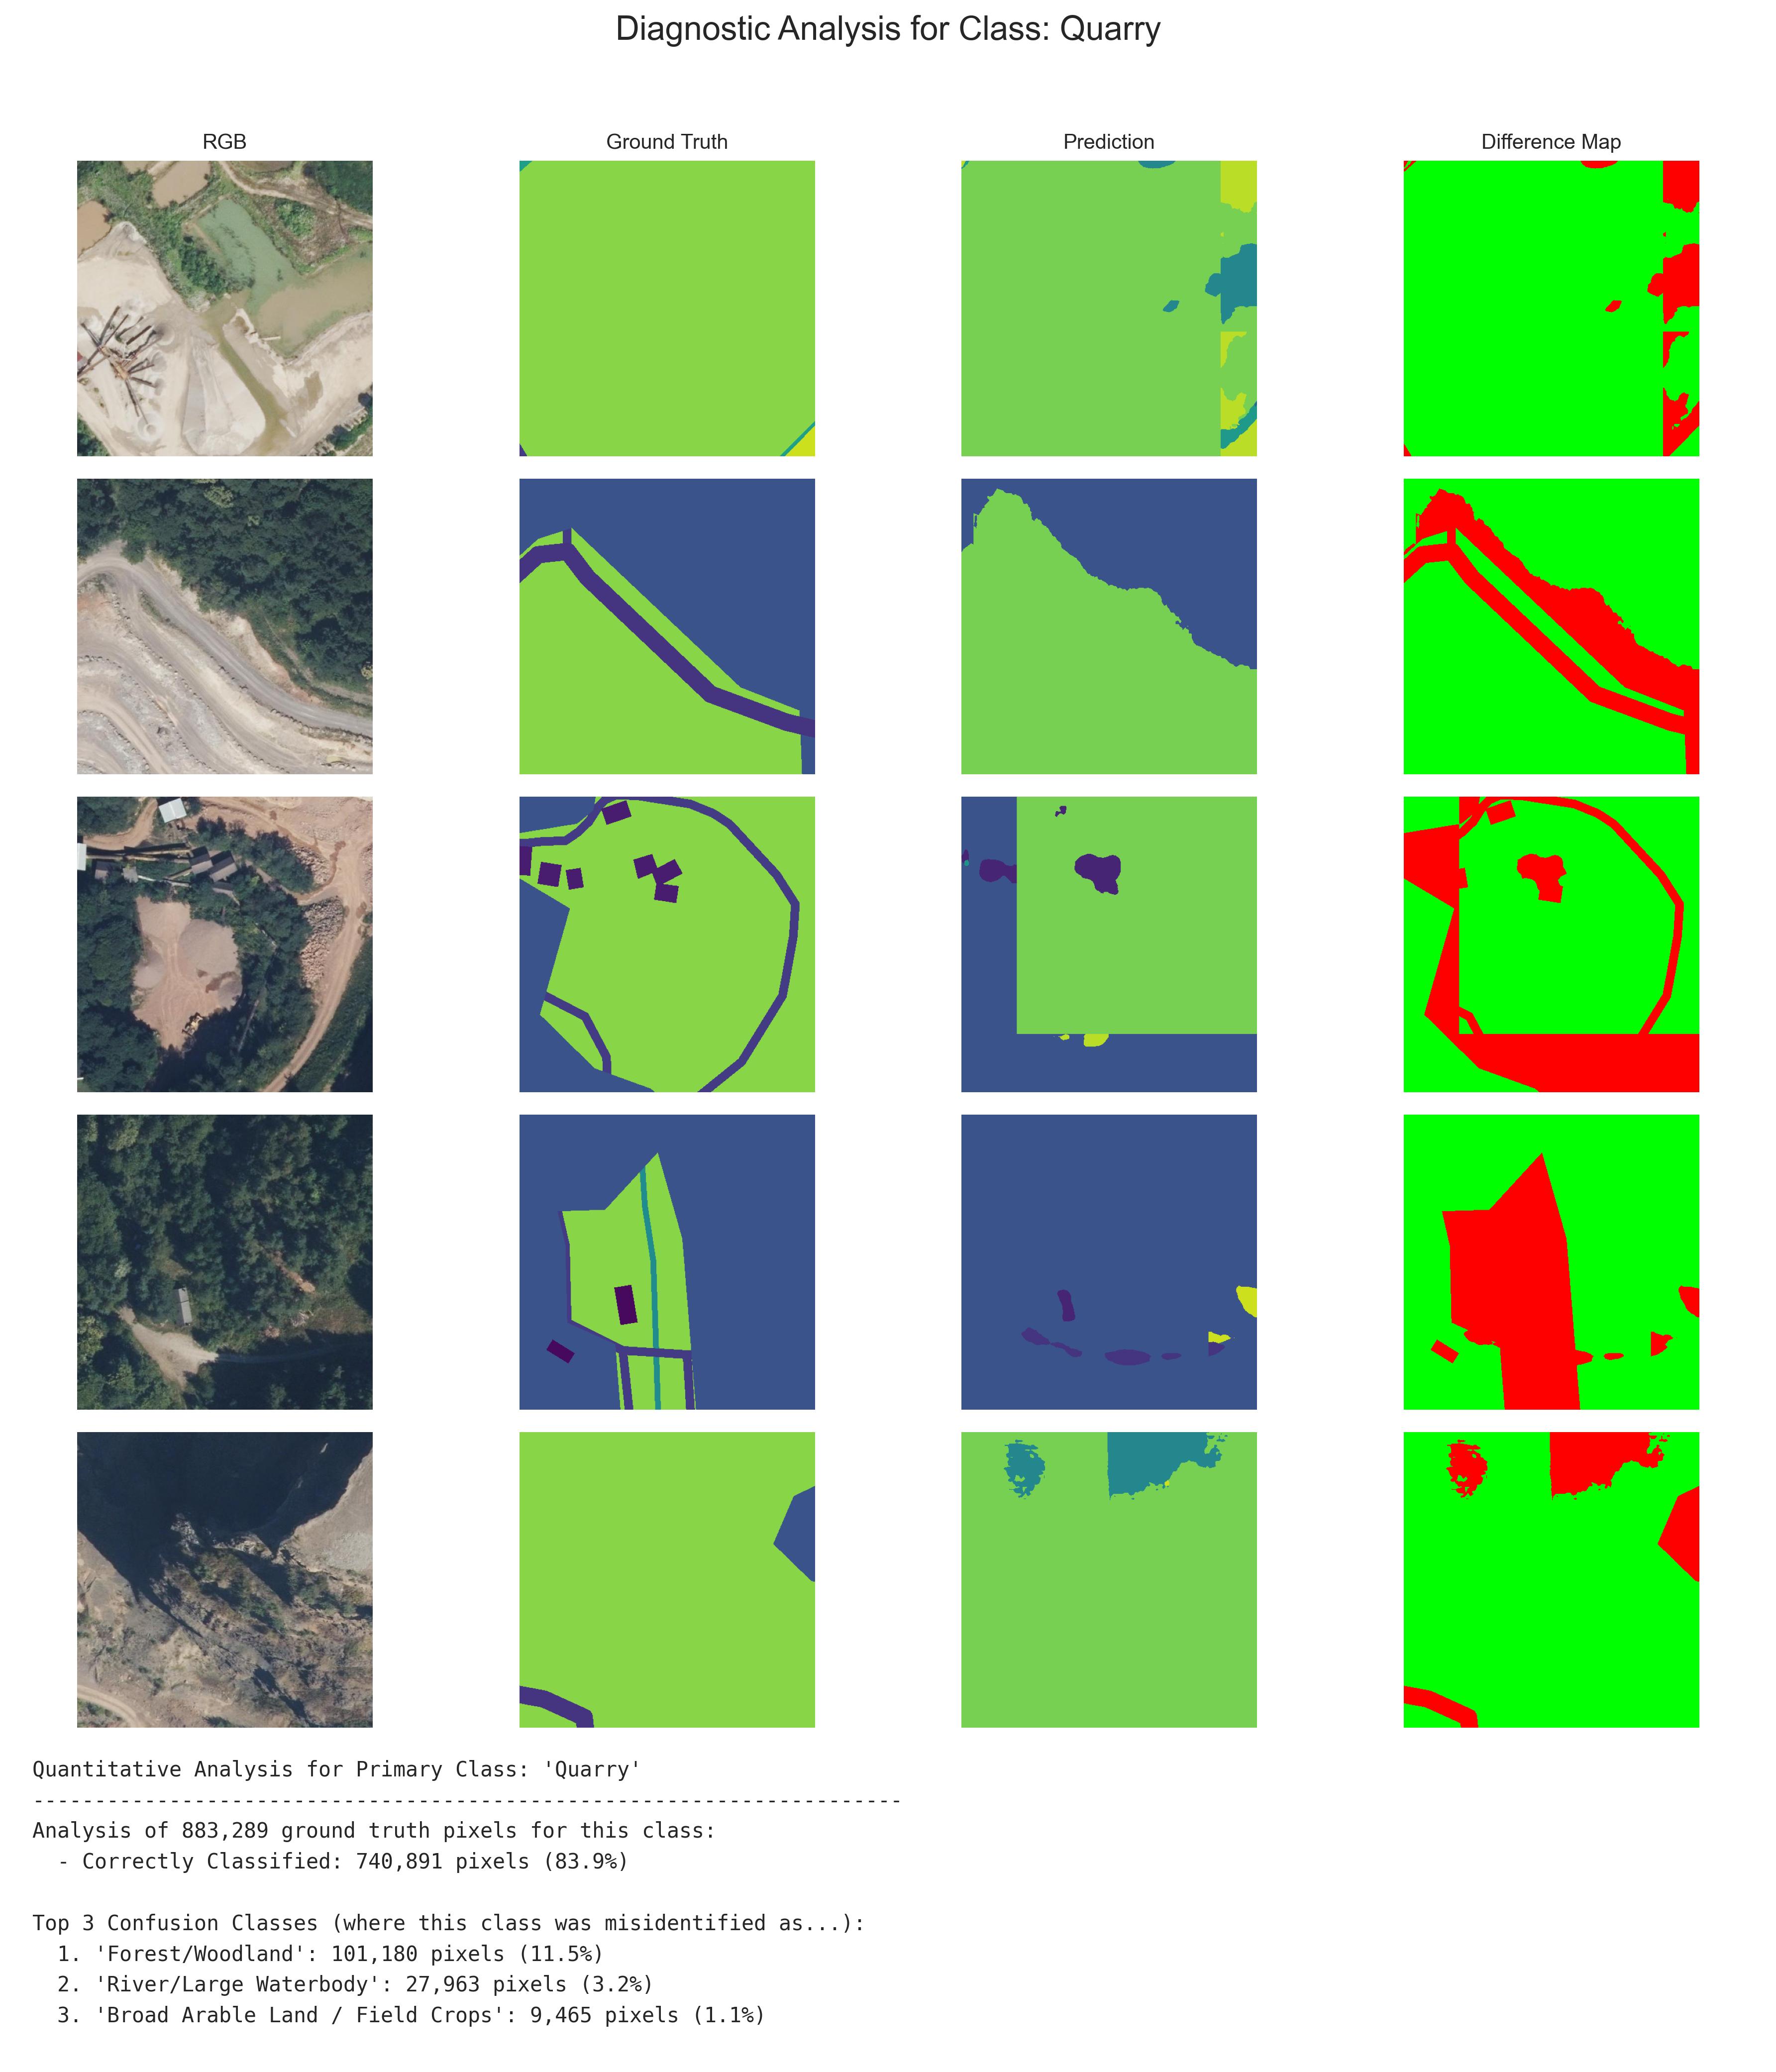 Diagnostic Analysis for Class: Quarry
RGB
Ground Truth
Prediction
Difference Map
Quantitative Analysis for Primary Class: 'Quarry'
----------------------------------------------------------------------
Analysis of 883,289 ground truth pixels for this class:
- Correctly Classified: 740,891 pixels (83.9%)
Top 3 Confusion Classes (where this class was misidentified as...):
1. 'Forest/Woodland': 101,180 pixels (11.5%)
2. 'River/Large Waterbody': 27,963 pixels (3.2%)
3. 'Broad Arable Land / Field Crops': 9,465 pixels (1.1%)